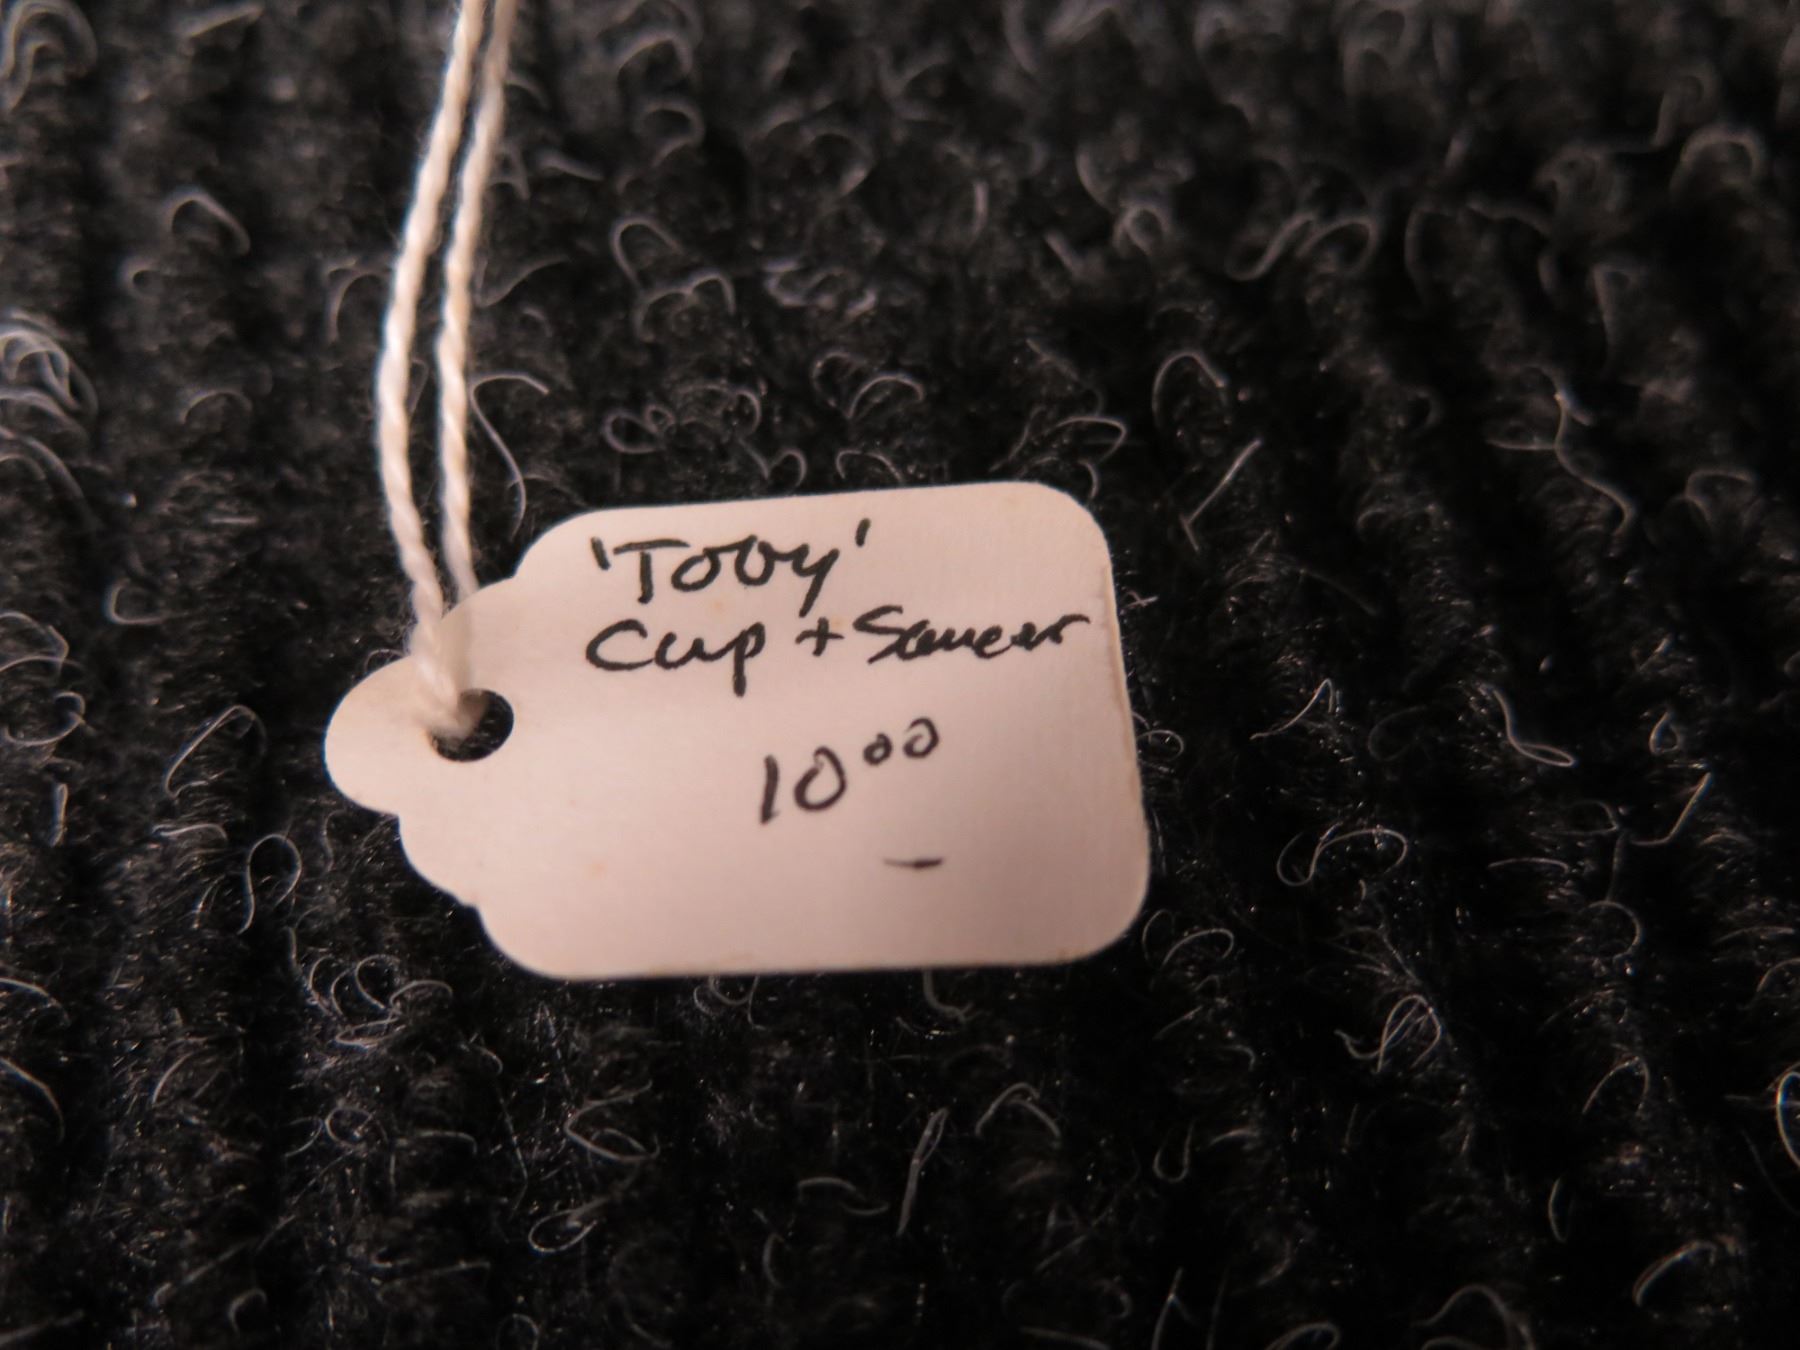 'Toby'
Cup + Saucer
10 00